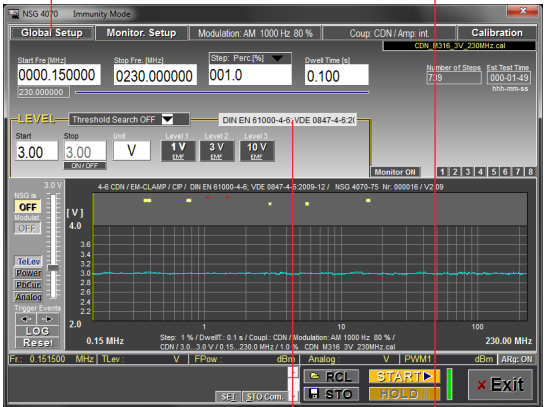 NSG 4070 Immunity Mode
Global Setup
Monitor. Setup
Modulation: AM 1000 Hz 80 %
Coup: CDN / Amp: int.
Calibration
CDN_M316_3V_230MHz.cal
Start Fre [MHz]
Stop Fre. [MHz]
Step: Perc.[%]
Dwell Time [s]
0000.150000
0230.000000
001.0
0.100
Number of Steps
Est.Test Time
739
000-01-49
hhh-mm-ss
230.000000
LEVEL
Threshold Search OFF
DIN EN 61000-4-6; VDE 0847-4-6:20
Start
Stop
Unit
Level 1
Level 2
Level 3
3.00
3.00
V
1 V
EMF
3 V
EMF
10 V
EMF
ON / OFF
Monitor ON
1 2 3 4 5 6 7 8
3.0 V
4-6 CDN / EM-CLAMP / CIP / DIN EN 61000-4-6; VDE 0847-4-6:2009-12 / NSG 4070-75 Nr: 000016 / V2.09
NSG is
OFF
Modulat
OFF
[ V ]
4.0
3.6
3.4
3.2
3.0
2.8
2.6
2.4
2.2
2.0
TeLev
Power
PbCur.
Analog
Trigger Events
LOG
Reset
1
10
100
0.15 MHz
Step: 1 % / DwellT: 0.1 s / Coupl.: CDN / Modulation: AM 1000 Hz 80 % /
CDN / 3.0...3.0 V / 0.15...230.0 MHz / 1.0 % CDN_M316_3V_230MHz.cal
230.00 MHz
Fr.: 0.151500 MHz
TLev : V
FPow : dBm
Analog : V
PWM1 dBm
ARg: ON
SET
STO Com.
RCL
STO
START
HOLD
Exit